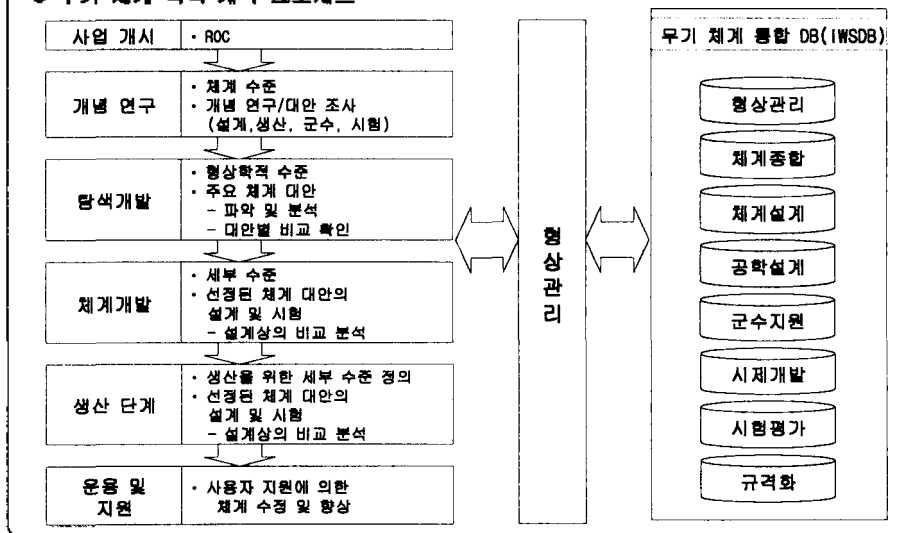 사업 개시
· ROC
개념 연구
· 체계 수준
· 개념 연구/대안 조사
(설계,생산, 군수, 시험)
탐색개발
· 형상학적 수준
· 주요 체계 대안
- 파악 및 분석
- 대안별 비교 확인
체계개발
· 세부 수준
· 선정된 체계 대안의
설계 및 시험
- 설계상의 비교 분석
생산 단계
· 생산을 위한 세부 수준 정의
· 선정된 체계 대안의
설계 및 시험
- 설계상의 비교 분석
운용 및
지원
· 사용자 지원에 의한
체계 수정 및 향상
형
상
관
리
무기 체계 통합 DB(IWSDB)
형상관리
체계종합
체계설계
공학설계
군수지원
시제개발
시험평가
규격화